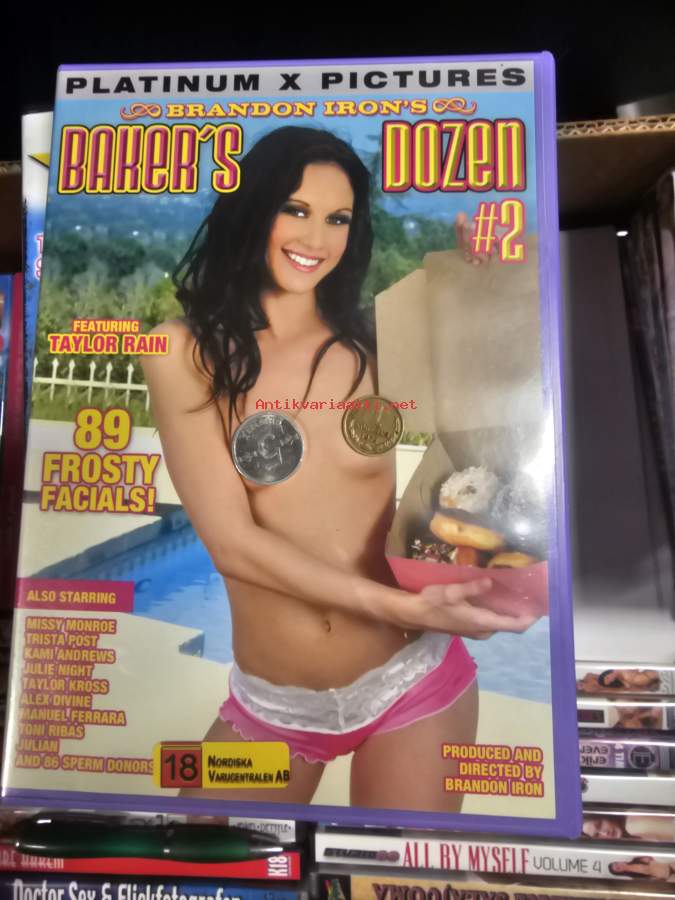 PLATINUM X PICTURES
BRANDON IRON'S
BAKER'S DOZEN
#2
FEATURING
TAYLOR RAIN
Antikvariaatti.net
89
FROSTY
FACIALS!
ALSO STARRING
MISSY MONROE
TRISTA POST
KAMI ANDREWS
JULIE NIGHT
TAYLOR KROSS
ALEX DIVINE
MANUEL FERRARA
TONI RIBAS
JULIAN
AND 86 SPERM DONORS
18 NORDISKA
VARUCENTRALEN AB
PRODUCED AND
DIRECTED BY
BRANDON IRON
K18
ALL BY MYSELF VOLUME 4
Doctor Sex & Flickfotografen